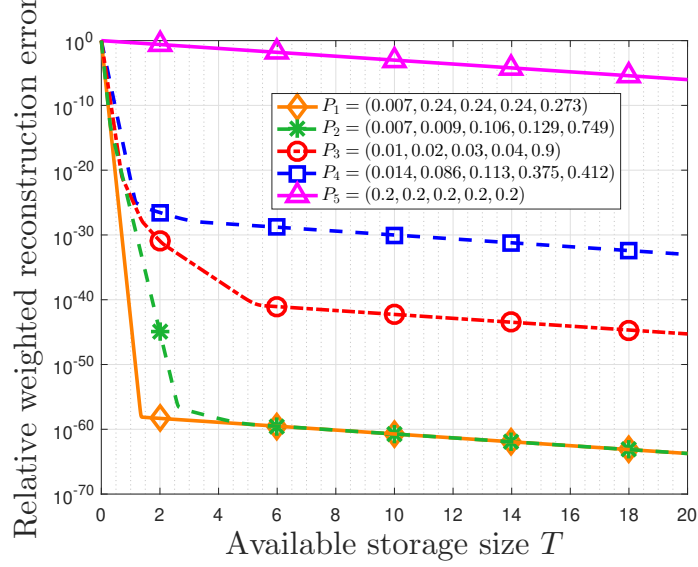 Relative weighted reconstruction error
10^0
10^-10
10^-20
10^-30
10^-40
10^-50
10^-60
10^-70
P_1 = (0.007, 0.24, 0.24, 0.24, 0.273)
P_2 = (0.007, 0.009, 0.106, 0.129, 0.749)
P_3 = (0.01, 0.02, 0.03, 0.04, 0.9)
P_4 = (0.014, 0.086, 0.113, 0.375, 0.412)
P_5 = (0.2, 0.2, 0.2, 0.2, 0.2)
0 2 4 6 8 10 12 14 16 18 20
Available storage size T